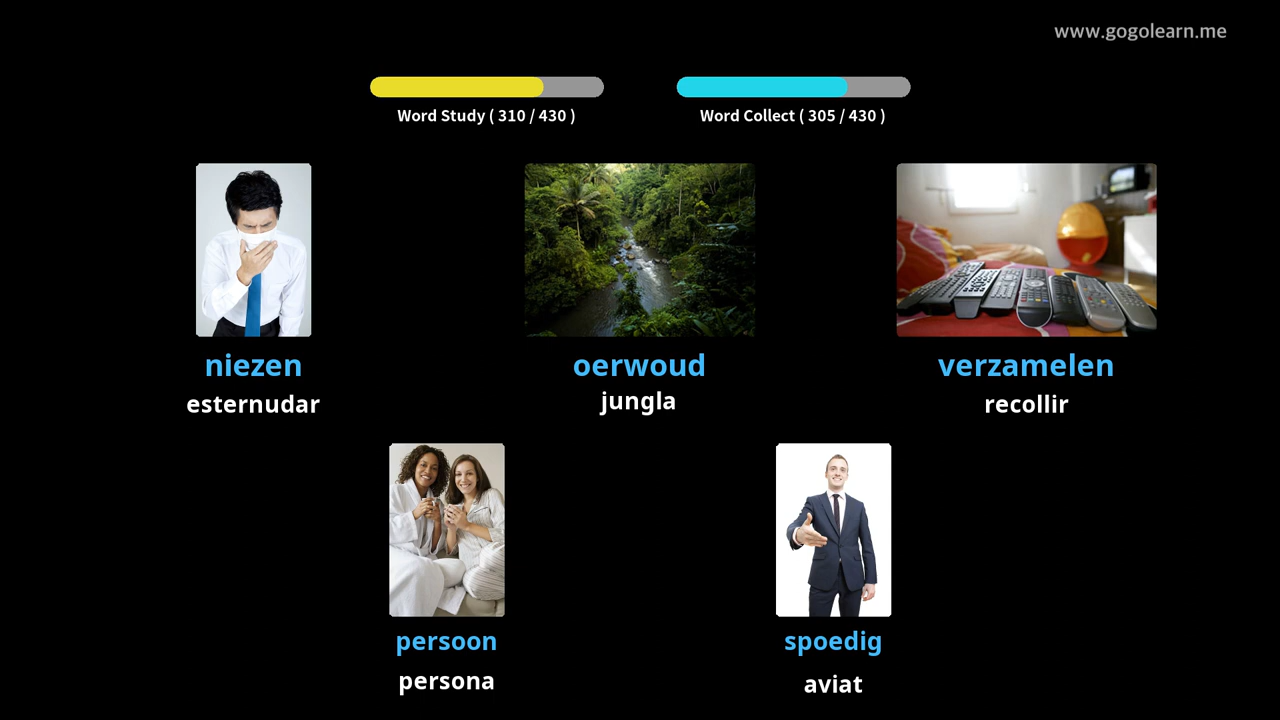 www.gogolearn.me
Word Study ( 310 / 430 )
Word Collect ( 305 / 430 )
niezen
esternudar
oerwoud
jungla
verzamelen
recollir
persoon
persona
spoedig
aviat